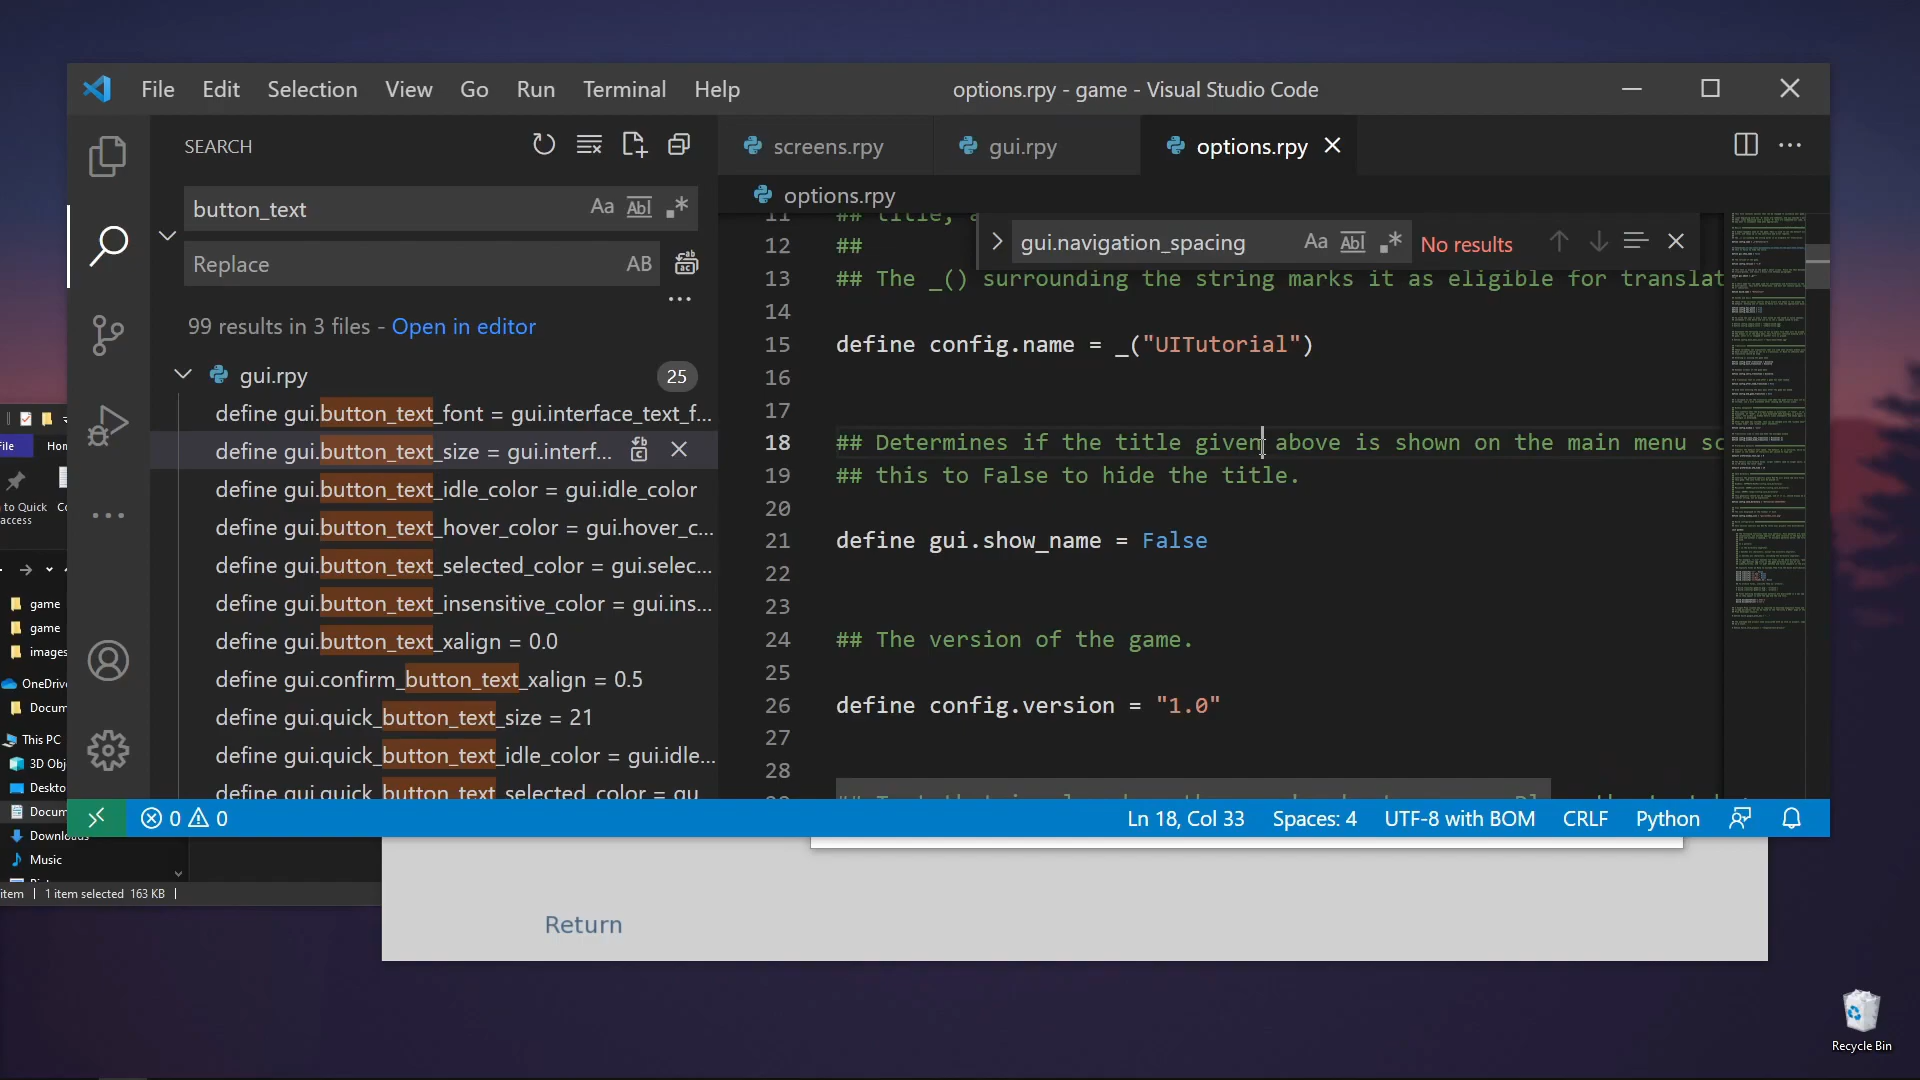 File Edit Selection View Go Run Terminal Help
options.rpy - game - Visual Studio Code
SEARCH
button_text
Aa Abl
Replace
AB
99 results in 3 files - Open in editor
gui.rpy
25
define gui.button_text_font = gui.interface_text_f...
define gui.button_text_size = gui.interf...
define gui.button_text_idle_color = gui.idle_color
define gui.button_text_hover_color = gui.hover_c...
define gui.button_text_selected_color = gui.selec...
define gui.button_text_insensitive_color = gui.ins...
define gui.button_text_xalign = 0.0
define gui.confirm_button_text_xalign = 0.5
define gui.quick_button_text_size = 21
define gui.quick_button_text_idle_color = gui.idle...
define gui.quick_button_text_selected_color = gu
screens.rpy
gui.rpy
options.rpy
options.rpy
gui.navigation_spacing
Aa Abl
No results
11 ## title, a
12 ##
13 ## The _() surrounding the string marks it as eligible for translat
14
15 define config.name = _("UITutorial")
16
17
18 ## Determines if the title given above is shown on the main menu sc
19 ## this to False to hide the title.
20
21 define gui.show_name = False
22
23
24 ## The version of the game.
25
26 define config.version = "1.0"
27
28
0 0
Ln 18, Col 33
Spaces: 4
UTF-8 with BOM
CRLF
Python
File
Hom
to Quick
access
Co
game
game
images
OneDrive
Docum
This PC
3D Obj
Deskto
Docum
Downloads
Music
item
1 item selected 163 KB
Return
Recycle Bin